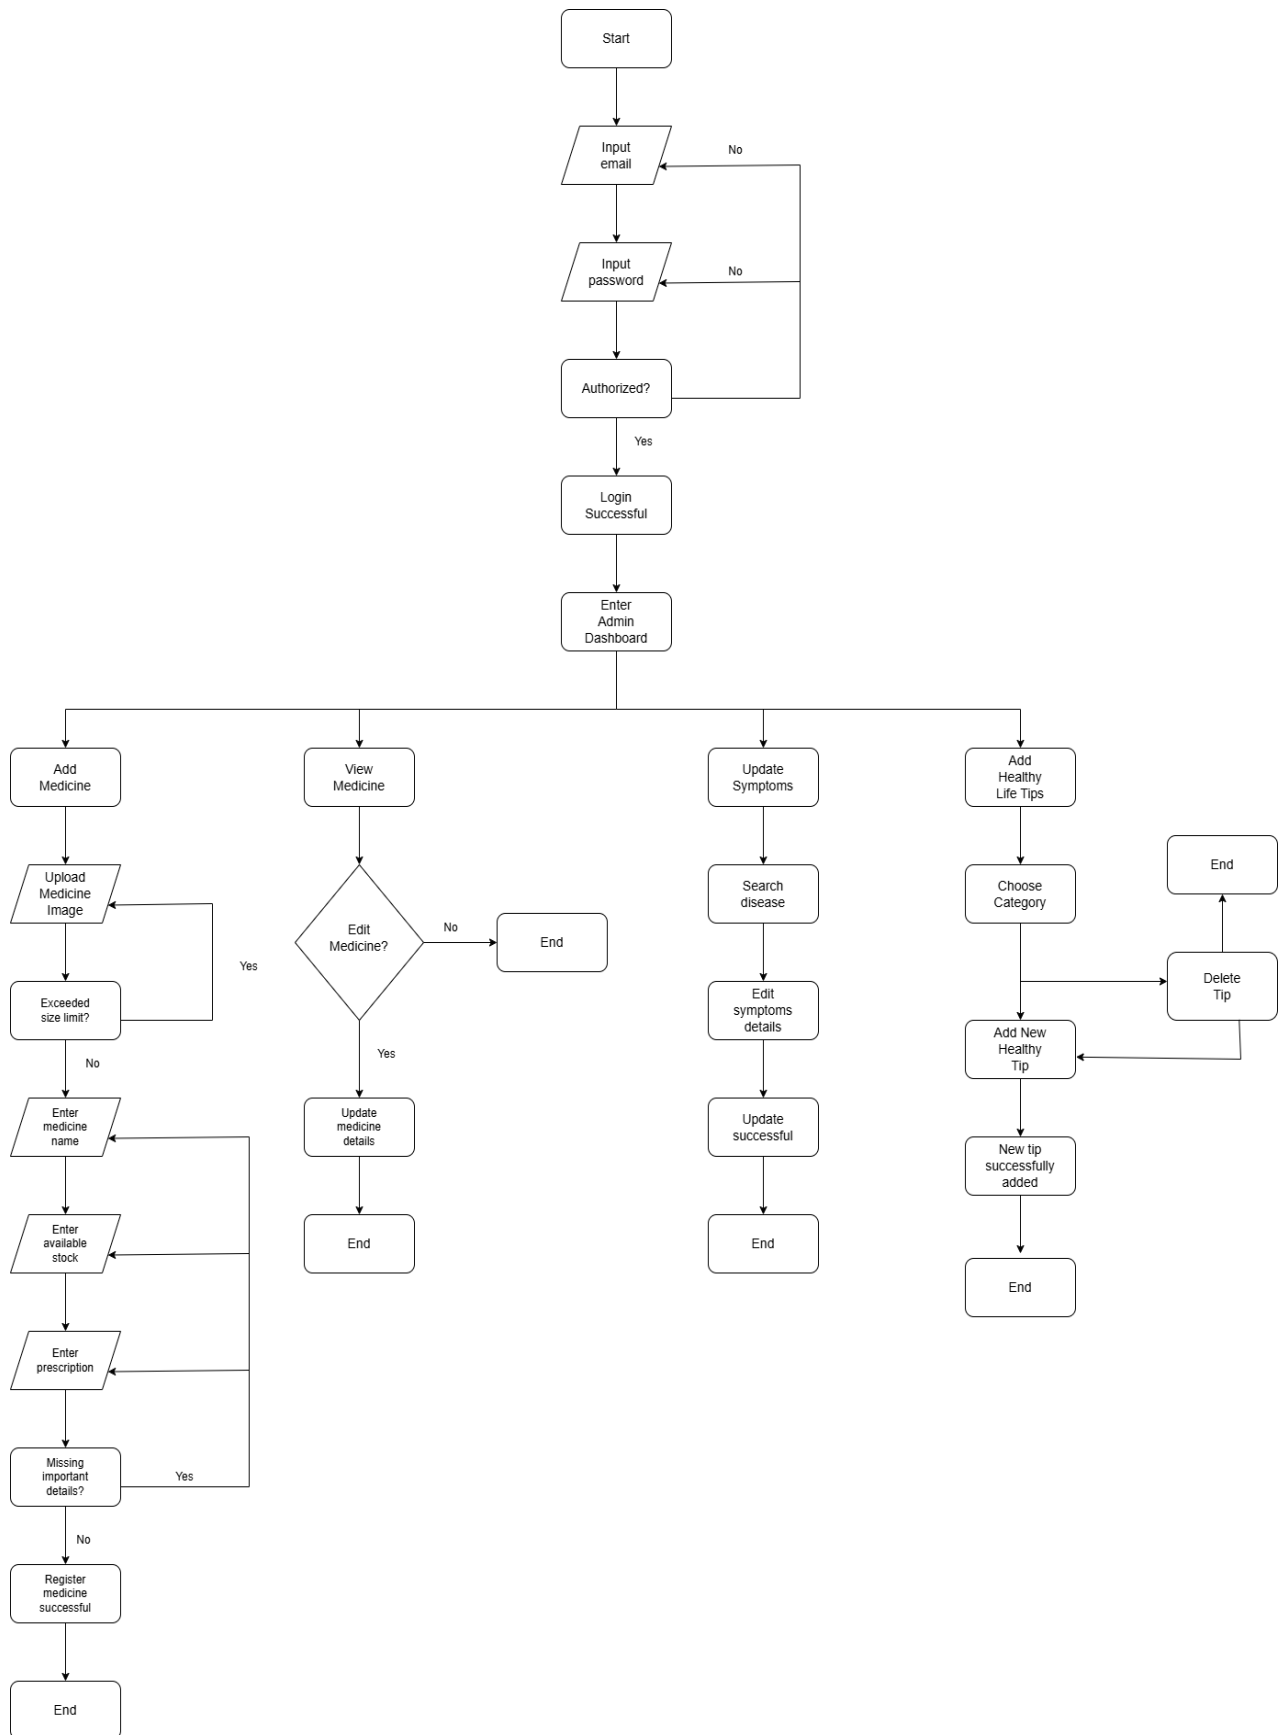 Start
Input
email
No
Input
password
No
Authorized?
Yes
Login
Successful
Enter
Admin
Dashboard
Add
Medicine
View
Medicine
Update
Symptoms
Add
Healthy
Life Tips
Upload
Medicine
Image
Yes
Exceeded
size limit?
No
Enter
medicine
name
Enter
available
stock
Enter
prescription
Missing
important
details?
Yes
No
Register
medicine
successful
End
Edit
Medicine?
No
End
Yes
Update
medicine
details
End
Search
disease
Edit
symptoms
details
Update
successful
End
Choose
Category
End
Delete
Tip
Add New
Healthy
Tip
New tip
successfully
added
End